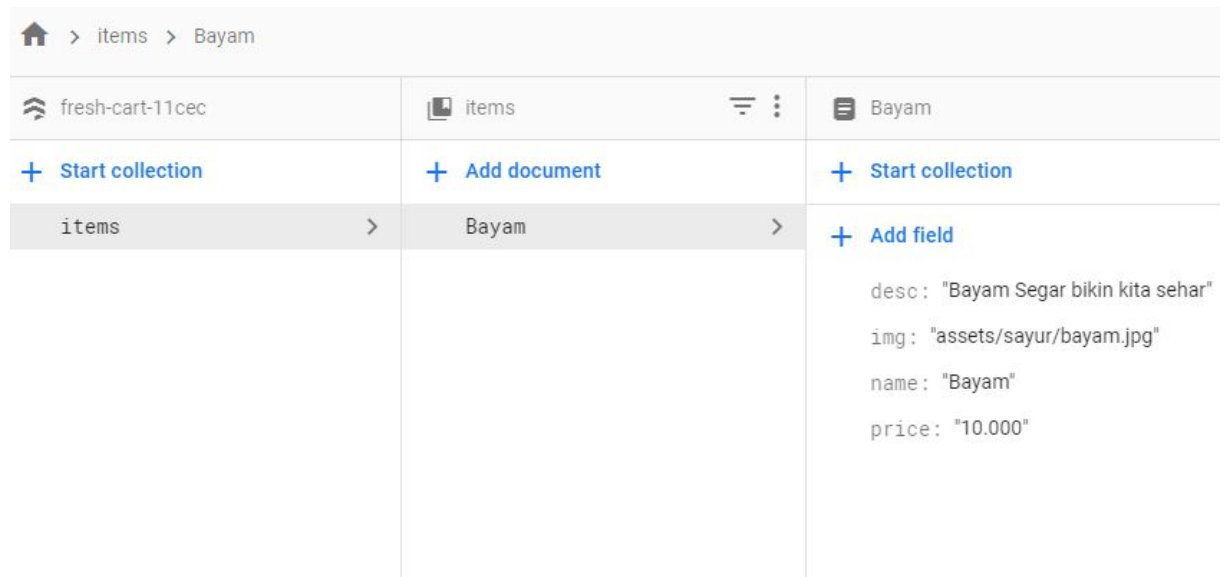 > items > Bayam
fresh-cart-11cec
items
Bayam
+ Start collection
+ Add document
+ Start collection
items >
Bayam >
+ Add field
desc: "Bayam Segar bikin kita sehar"
img: "assets/sayur/bayam.jpg"
name: "Bayam"
price: "10.000"